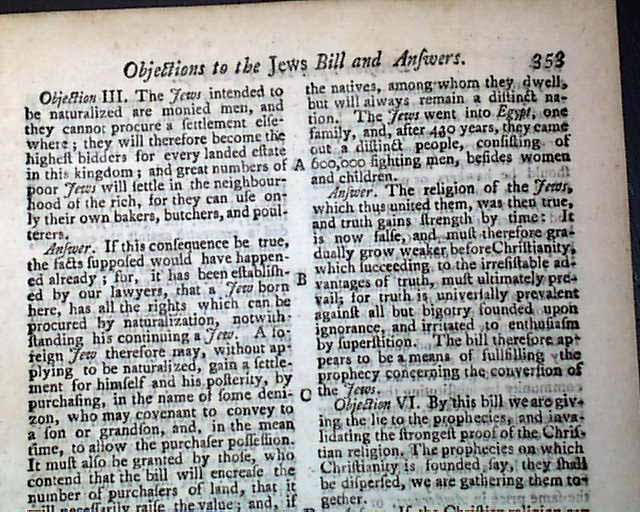 Objections to the Jews Bill and Answers. 353
Objection III. The Jews intended to
be naturalized are monied men, and
they cannot procure a settlement else-
where; they will therefore become the
highest bidders for every landed estate
in this kingdom; and great numbers of
poor Jews will settle in the neighbour-
hood of the rich, for they can use on-
ly their own bakers, butchers, and poul-
terers.
Answer. If this consequence be true,
the facts supposed would have happen-
ed already; for, it has been establish-
ed by our lawyers, that a Jew born
here, has all the rights which can be
procured by naturalization, notwith-
standing his continuing a Jew. A fo-
reign Jew therefore may, without ap-
plying to be naturalized, gain a settle-
ment for himself and his posterity, by
purchasing, in the name of some deni-
zon, who may covenant to convey to
a son or grandson, and, in the mean
time, to allow the purchaser possession.
It must also be granted by those, who
contend that the bill will encrease the
number of purchasers of land, that it
will necessarily raise the value; and, if
A
B
C
the natives, among whom they dwell,
but will always remain a distinct na-
tion. The Jews went into Egypt, one
family, and, after 430 years, they came
out a distinct people, consisting of
600,000 fighting men, besides women
and children.
Answer. The religion of the Jews,
which thus united them, was then true,
and truth gains strength by time: It
is now false, and must therefore gra-
dually grow weaker before Christianity,
which succeeding to the irresistable ad-
vantages of truth, must ultimately pre-
vail; for truth is universally prevalent
against all but bigotry founded upon
ignorance, and irritated to enthusiasm
by superstition. The bill therefore ap-
pears to be a means of fulfilling the
prophecy concerning the conversion of
the Jews.
Objection VI. By this bill we are giv-
ing the lie to the prophecies, and inva-
lidating the strongest proof of the Chris-
tian religion. The prophecies on which
Christianity is founded say, they shall
be dispersed, we are gathering them to-
gether.
If the Christian religion